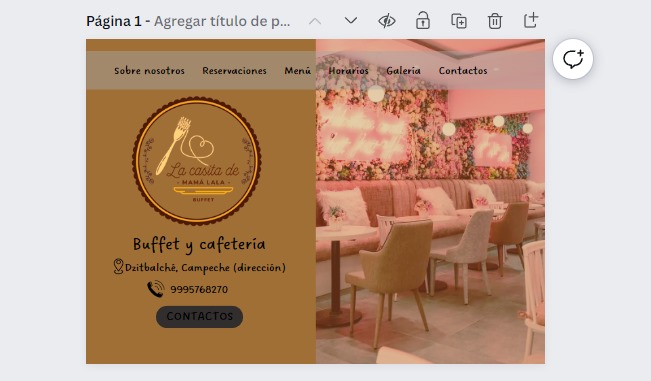 Página 1 - Agregar título de p...
Sobre nosotros Reservaciones Menú Horarios Galería Contactos
La casita de
MAMÁ LALA
BUFFET
Buffet y cafetería
Dzitbalché, Campeche (dirección)
9995768270
CONTACTOS